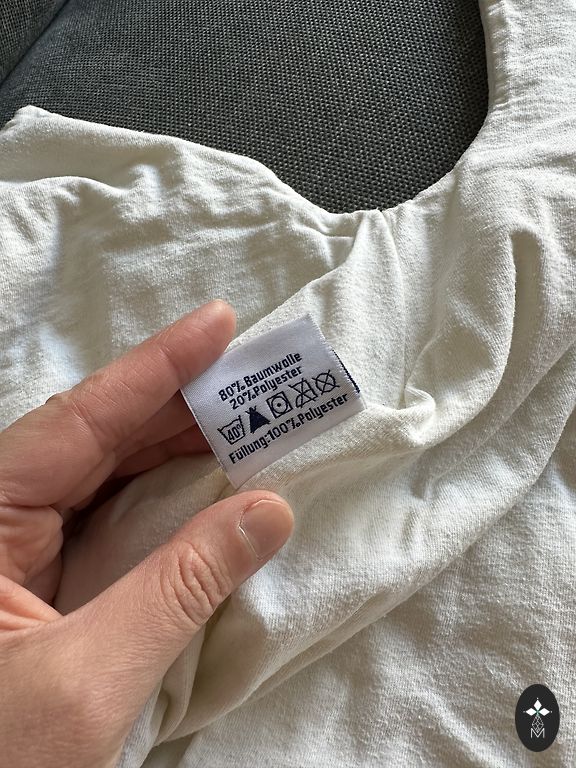 80% Baumwolle
20% Polyester
40°
Füllung:100% Polyester
M